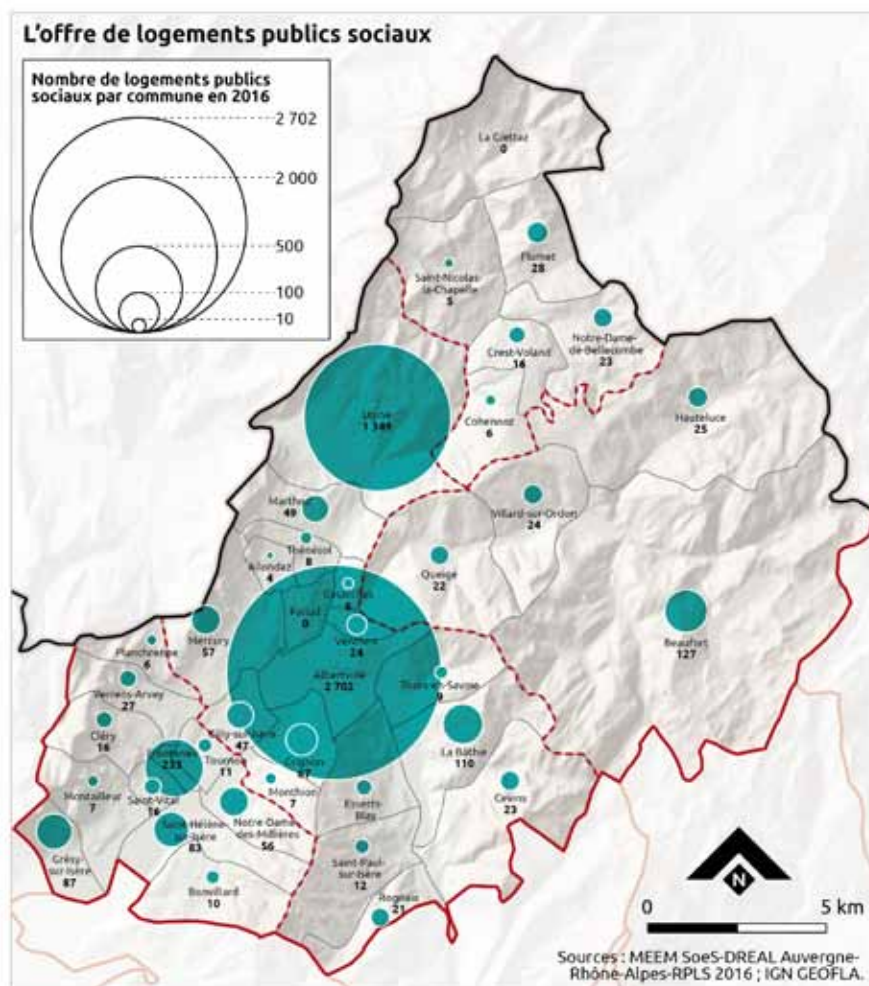 L'offre de logements publics sociaux
Nombre de logements publics
sociaux par commune en 2016
2 702
2 000
500
100
10
La Giettaz
0
Flumet
28
Saint-Nicolas-
la-Chapelle
5
Crest-Voland
16
Notre-Dame-
de-Bellecombe
23
Cohennoz
6
Hauteluce
25
Ugine
1 349
Marthod
49
Villard-sur-Doron
24
Thénésol
8
Allondaz
4
Queige
22
6
Pallud
0
Venthon
24
Mercury
57
Beaufort
127
Plancherine
6
Albertville
2 702
Tours-en-Savoie
9
Verrens-Arvey
27
Cléry
16
Gilly-sur-Isère
47
La Bâthie
110
235
Tournon
11
Grignon
87
Monthion
7
Esserts-
Blay
Cevins
23
Montailleur
7
Saint-Vital
16
Notre-Dame-
des-Millières
56
Sainte-Hélène-
sur-Isère
83
Grésy-
sur-Isère
87
Bonvillard
10
Saint-Paul-
sur-Isère
12
Rognaix
21
N
0
5 km
Sources : MEEM SoeS-DREAL Auvergne-
Rhône-Alpes-RPLS 2016 ; IGN GEOFLA.